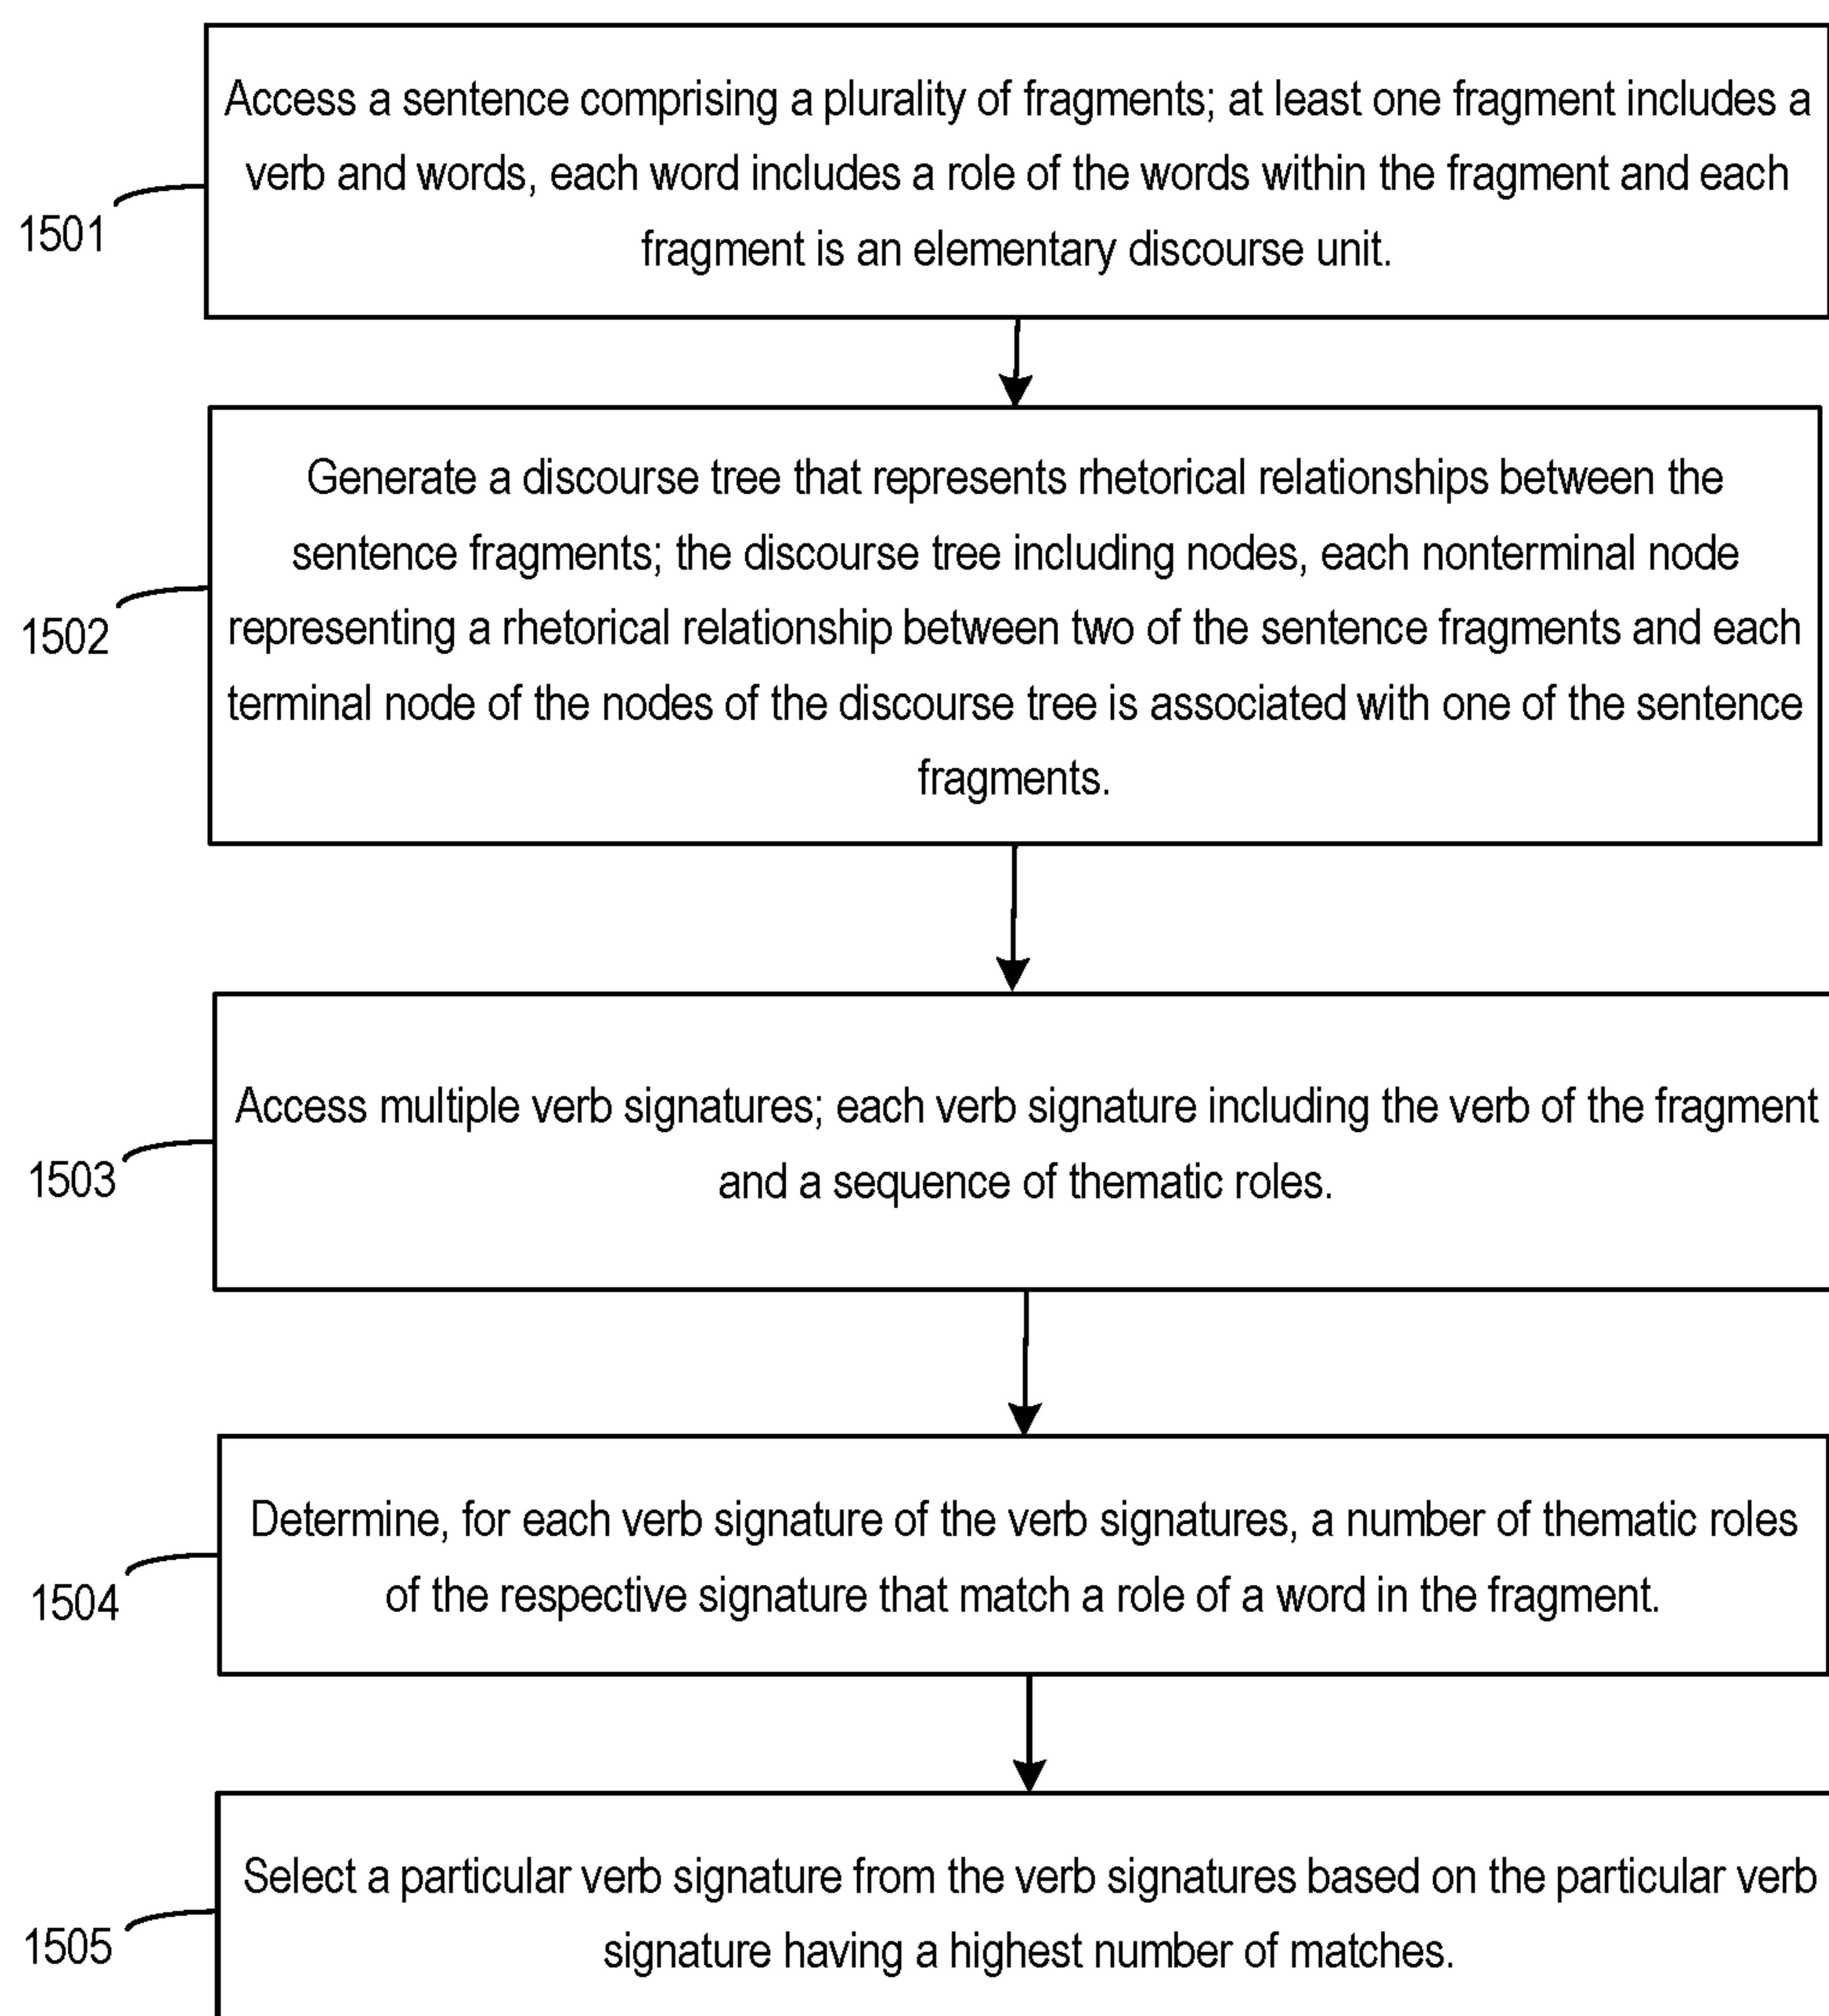 Access a sentence comprising a plurality of fragments; at least one fragment includes a
verb and words, each word includes a role of the words within the fragment and each
fragment is an elementary discourse unit.
1501
Generate a discourse tree that represents rhetorical relationships between the
sentence fragments; the discourse tree including nodes, each nonterminal node
representing a rhetorical relationship between two of the sentence fragments and each
terminal node of the nodes of the discourse tree is associated with one of the sentence
fragments.
1502
Access multiple verb signatures; each verb signature including the verb of the fragment
and a sequence of thematic roles.
1503
Determine, for each verb signature of the verb signatures, a number of thematic roles
of the respective signature that match a role of a word in the fragment.
1504
Select a particular verb signature from the verb signatures based on the particular verb
signature having a highest number of matches.
1505